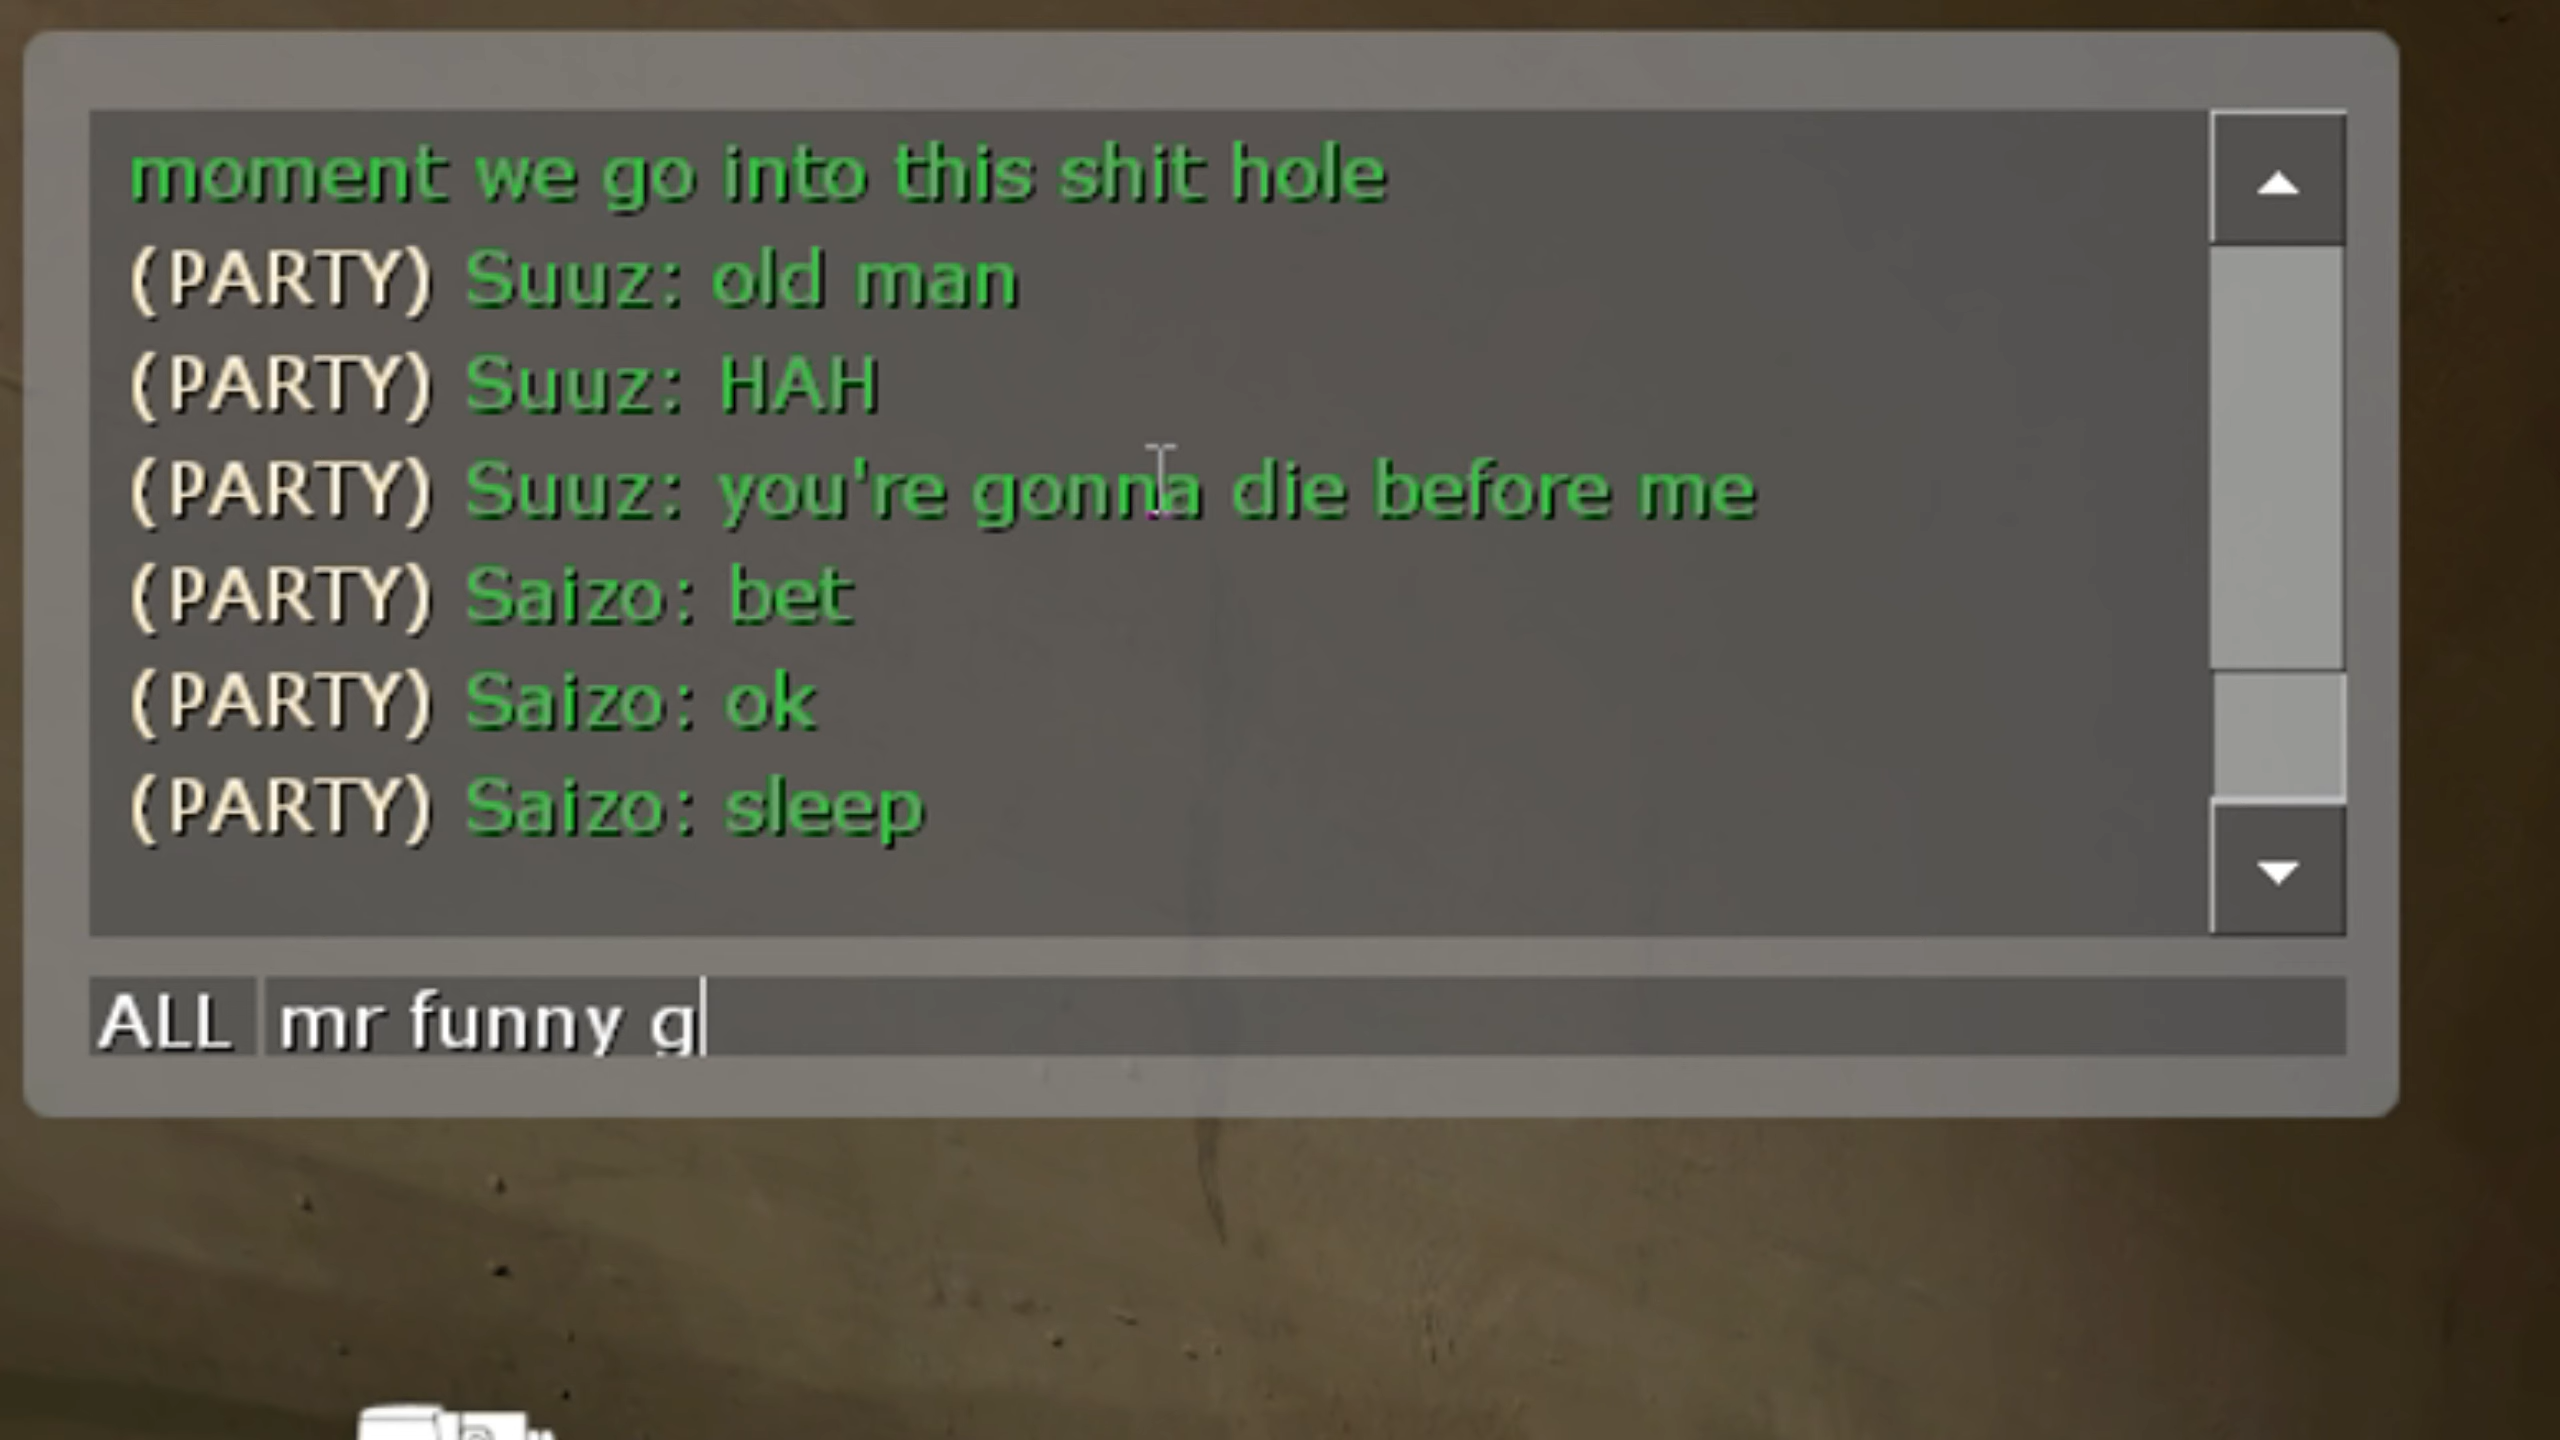 moment we go into this shit hole
(PARTY) Suuz: old man
(PARTY) Suuz: HAH
(PARTY) Suuz: you're gonna die before me
(PARTY) Saizo: bet
(PARTY) Saizo: ok
(PARTY) Saizo: sleep
ALL mr funny g